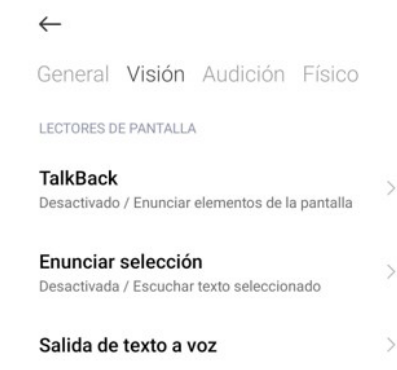 General Visión Audición Físico
LECTORES DE PANTALLA
TalkBack
Desactivado / Enunciar elementos de la pantalla
Enunciar selección
Desactivada / Escuchar texto seleccionado
Salida de texto a voz